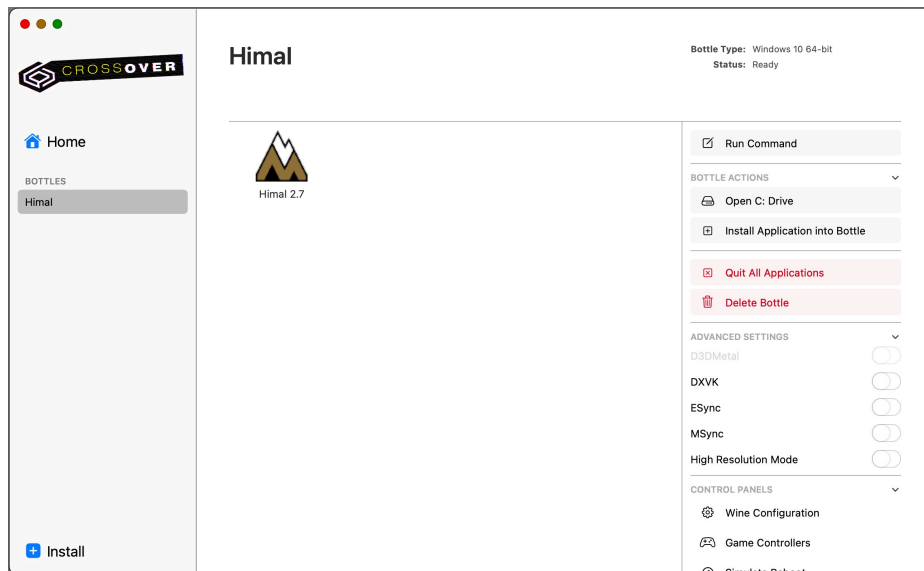 CROSSOVER
Home
BOTTLES
Himal
Install
Himal
Bottle Type: Windows 10 64-bit
Status: Ready
Himal 2.7
Run Command
BOTTLE ACTIONS
Open C: Drive
Install Application into Bottle
Quit All Applications
Delete Bottle
ADVANCED SETTINGS
D3DMetal
DXVK
ESync
MSync
High Resolution Mode
CONTROL PANELS
Wine Configuration
Game Controllers
Simulate Reboot